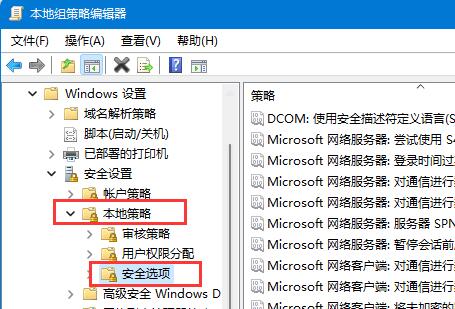 本地组策略编辑器
文件(F) 操作(A) 查看(V) 帮助(H)
Windows 设置
域名解析策略
脚本(启动/关机)
已部署的打印机
安全设置
帐户策略
本地策略
审核策略
用户权限分配
安全选项
高级安全 Windows D
策略
DCOM: 使用安全描述符定义语言(S
Microsoft 网络服务器: 尝试使用 S4
Microsoft 网络服务器: 登录时间过
Microsoft 网络服务器: 对通信进行
Microsoft 网络服务器: 对通信进行
Microsoft 网络服务器: 服务器 SPN
Microsoft 网络服务器: 暂停会话前
Microsoft 网络客户端: 对通信进行
Microsoft 网络客户端: 对通信进行
Microsoft 网络客户端: 将未加密的